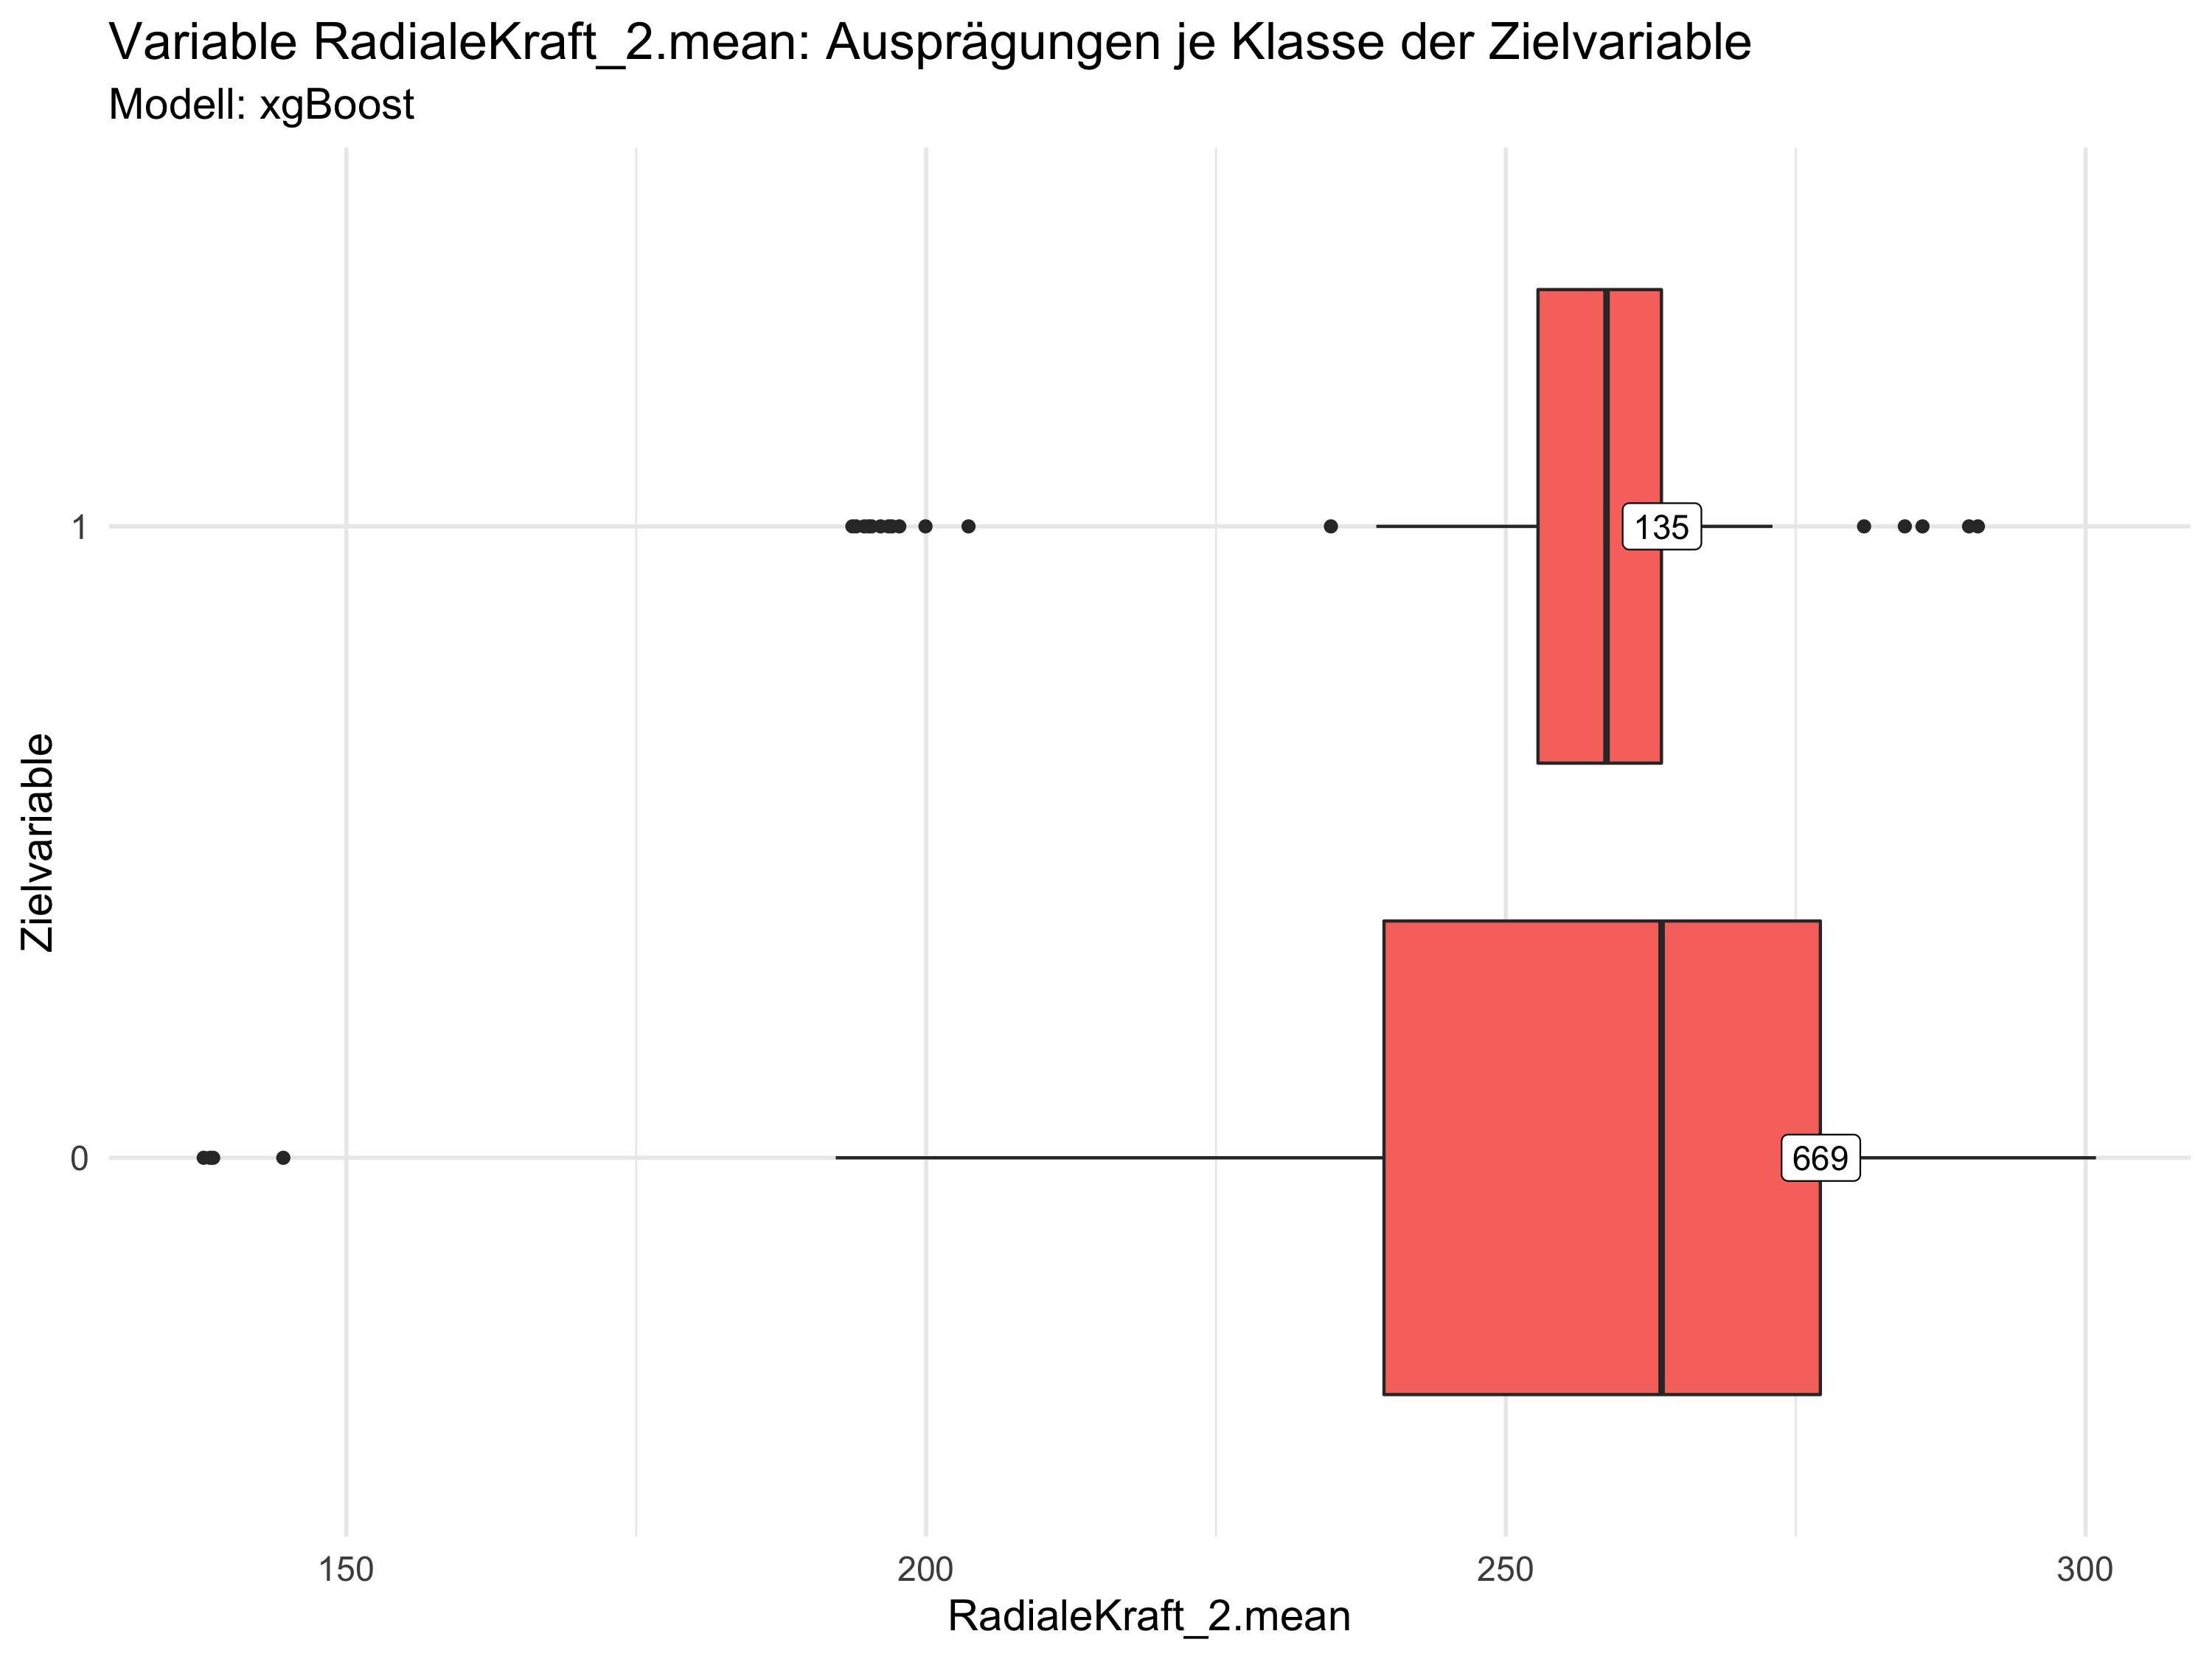 Variable RadialeKraft_2.mean: Ausprägungen je Klasse der Zielvariable
Modell: xgBoost
Zielvariable
1
135
0
669
150
200
250
300
RadialeKraft_2.mean